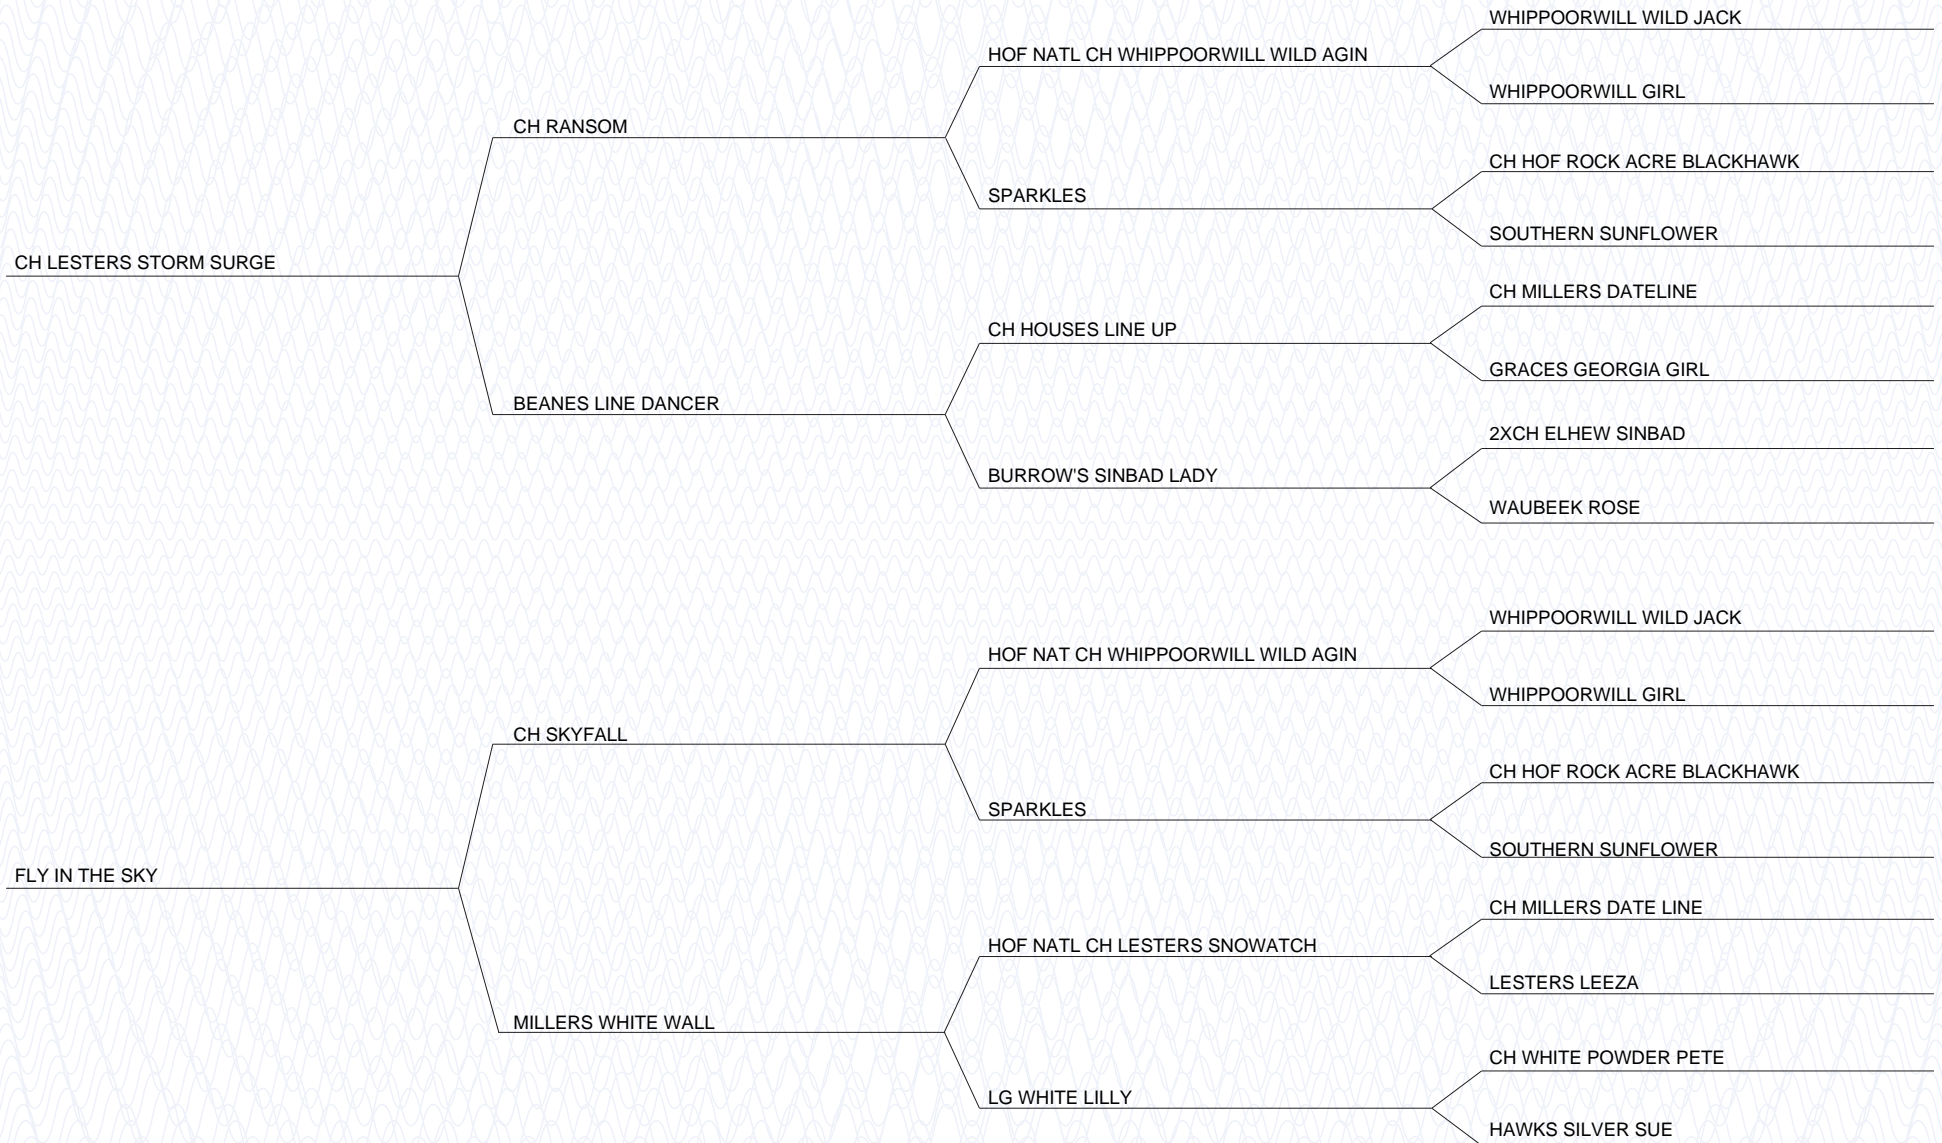 WHIPPOORWILL WILD JACK
HOF NATL CH WHIPPOORWILL WILD AGIN
WHIPPOORWILL GIRL
CH RANSOM
CH HOF ROCK ACRE BLACKHAWK
SPARKLES
SOUTHERN SUNFLOWER
CH LESTERS STORM SURGE
CH MILLERS DATELINE
CH HOUSES LINE UP
GRACES GEORGIA GIRL
BEANES LINE DANCER
2XCH ELHEW SINBAD
BURROW'S SINBAD LADY
WAUBEEK ROSE
WHIPPOORWILL WILD JACK
HOF NAT CH WHIPPOORWILL WILD AGIN
WHIPPOORWILL GIRL
CH SKYFALL
CH HOF ROCK ACRE BLACKHAWK
SPARKLES
SOUTHERN SUNFLOWER
FLY IN THE SKY
CH MILLERS DATE LINE
HOF NATL CH LESTERS SNOWATCH
LESTERS LEEZA
MILLERS WHITE WALL
CH WHITE POWDER PETE
LG WHITE LILLY
HAWKS SILVER SUE